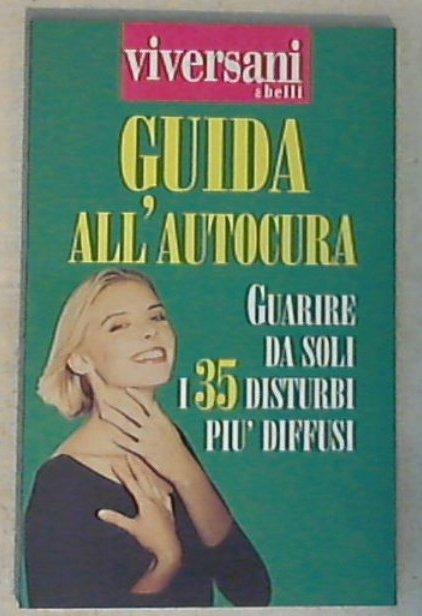 viversani
&belli
GUIDA
ALL'AUTOCURA
GUARIRE
DA SOLI
I 35 DISTURBI
PIU' DIFFUSI